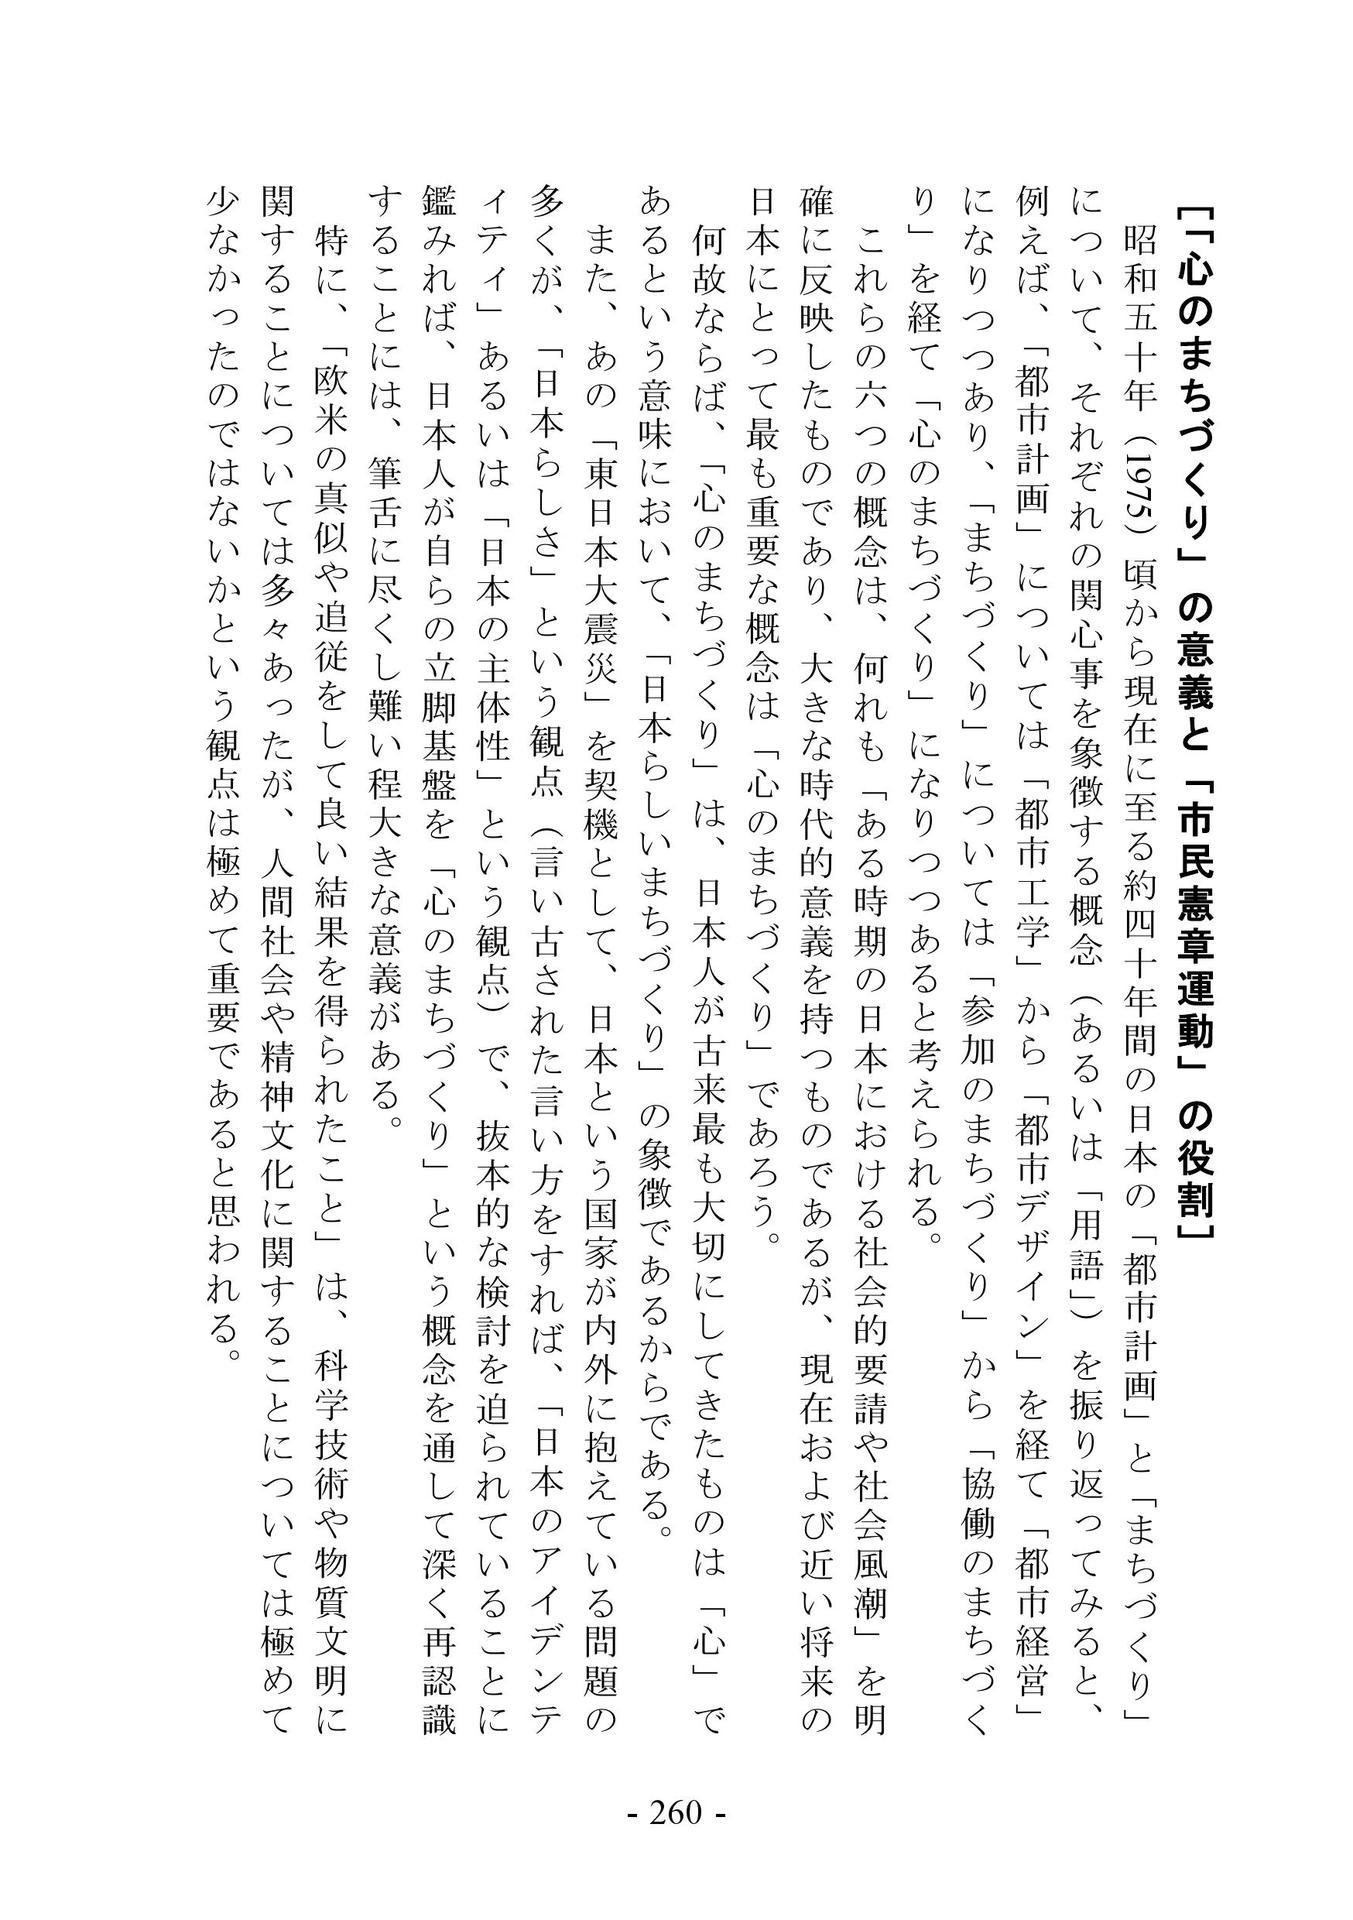 ［「心のまちづくり」の意義と「市民憲章運動」の役割］
昭和五十年（1975）頃から現在に至る約四十年間の日本の「都市計画」と「まちづくり」
について、それぞれの関心事を象徴する概念（あるいは「用語」）を振り返ってみると、
例えば、「都市計画」については「都市工学」から「都市デザイン」を経て「都市経営」
になりつつあり、「まちづくり」については「参加のまちづくり」から「協働のまちづく
り」を経て「心のまちづくり」になりつつあると考えられる。
これらの六つの概念は、何れも「ある時期の日本における社会的要請や社会風潮」を明
確に反映したものであり、大きな時代的意義を持つものであるが、現在および近い将来の
日本にとって最も重要な概念は「心のまちづくり」であろう。
何故ならば、「心のまちづくり」は、日本人が古来最も大切にしてきたものは「心」で
あるという意味において、「日本らしいまちづくり」の象徴であるからである。
また、あの「東日本大震災」を契機として、日本という国家が内外に抱えている問題の
多くが、「日本らしさ」という観点（言い古された言い方をすれば、「日本のアイデンテ
ィティ」あるいは「日本の主体性」という観点）で、抜本的な検討を迫られていることに
鑑みれば、日本人が自らの立脚基盤を「心のまちづくり」という概念を通して深く再認識
することには、筆舌に尽くし難い程大きな意義がある。
特に、「欧米の真似や追従をして良い結果を得られたこと」は、科学技術や物質文明に
関することについては多々あったが、人間社会や精神文化に関することについては極めて
少なかったのではないかという観点は極めて重要であると思われる。
- 260 -